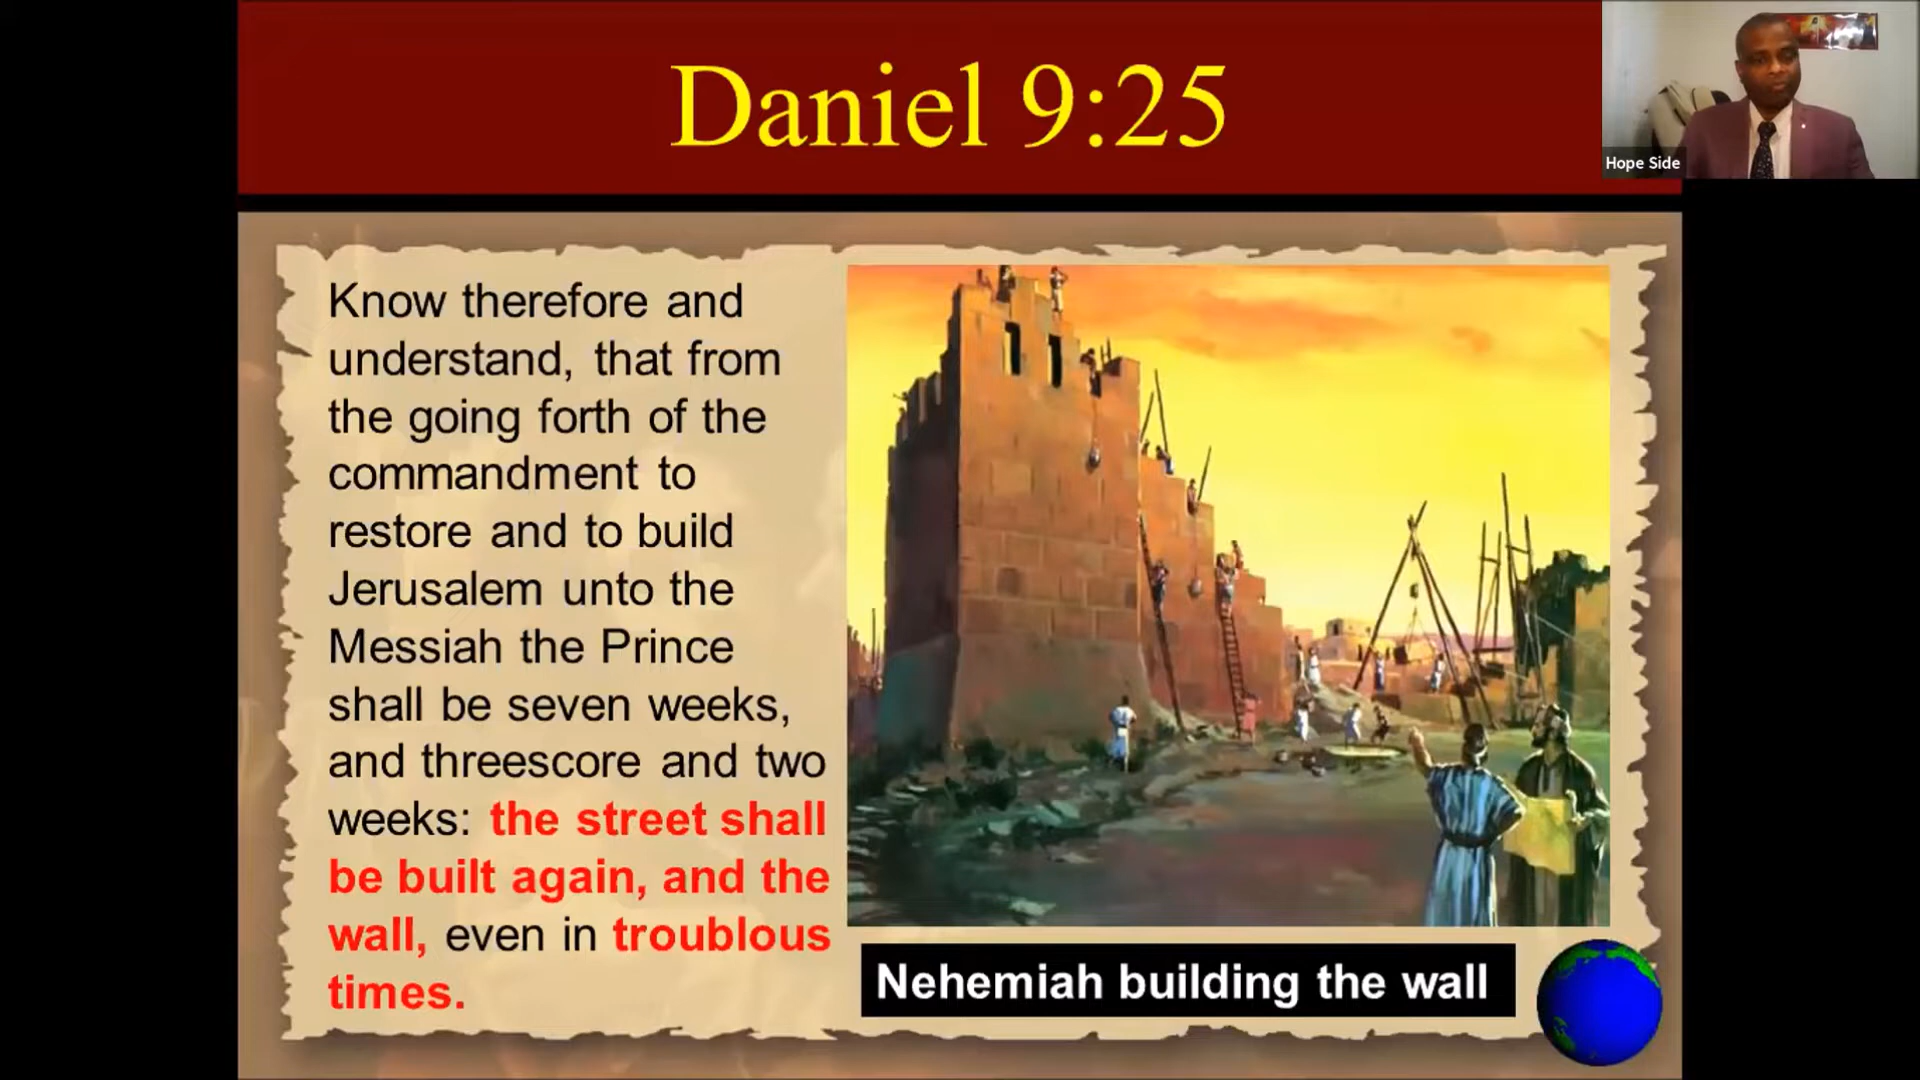 Daniel 9:25
Hope Side
Know therefore and
understand, that from
the going forth of the
commandment to
restore and to build
Jerusalem unto the
Messiah the Prince
shall be seven weeks,
and threescore and two
weeks: the street shall
be built again, and the
wall, even in troublous
times.
Nehemiah building the wall